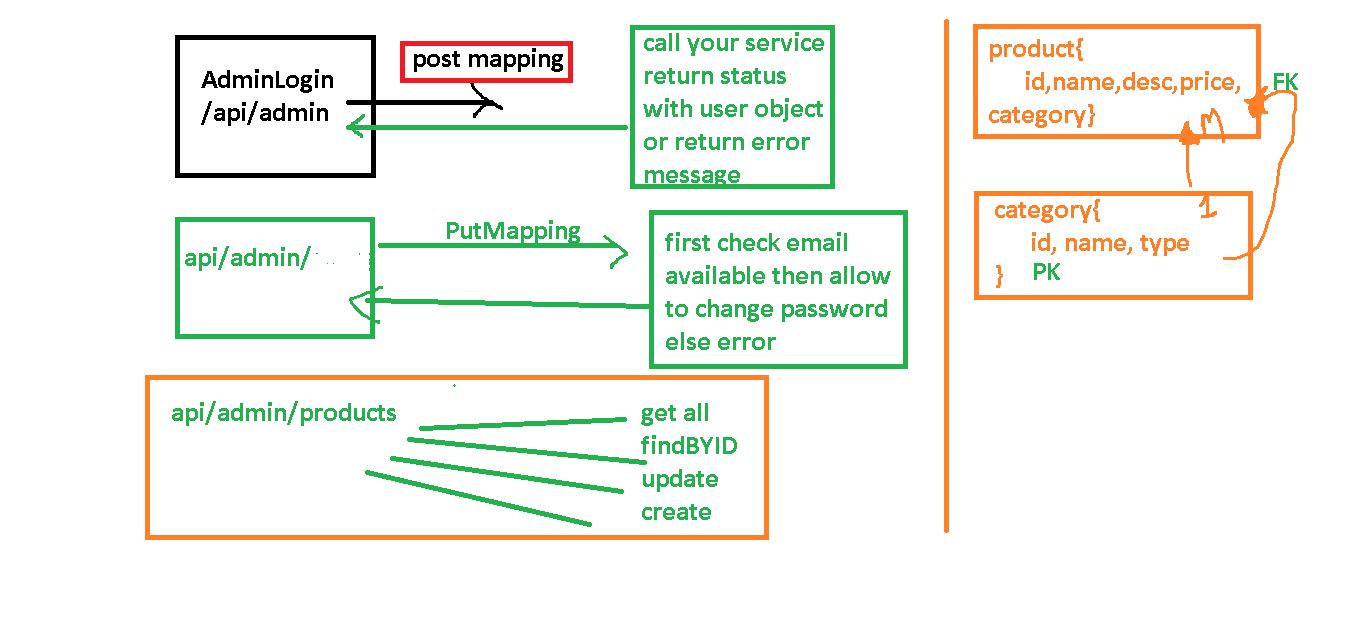 AdminLogin
/api/admin
post mapping
call your service
return status
with user object
or return error
message
api/admin/
PutMapping
first check email
available then allow
to change password
else error
api/admin/products
get all
findBYID
update
create
product{
id,name,desc,price,
category}
FK
m
category{
1
id, name, type
}
PK